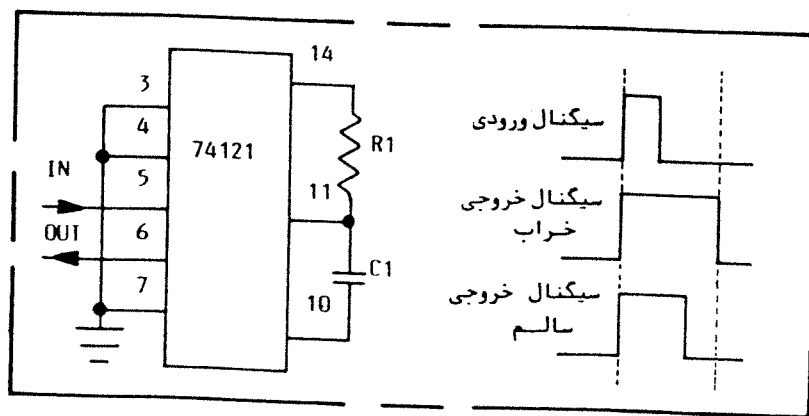 14
3
4
74121
R1
IN
5
11
OUT
6
C1
7
10
سیگنال ورودی
سیگنال خروجی
خراب
سیگنال خروجی
سالم